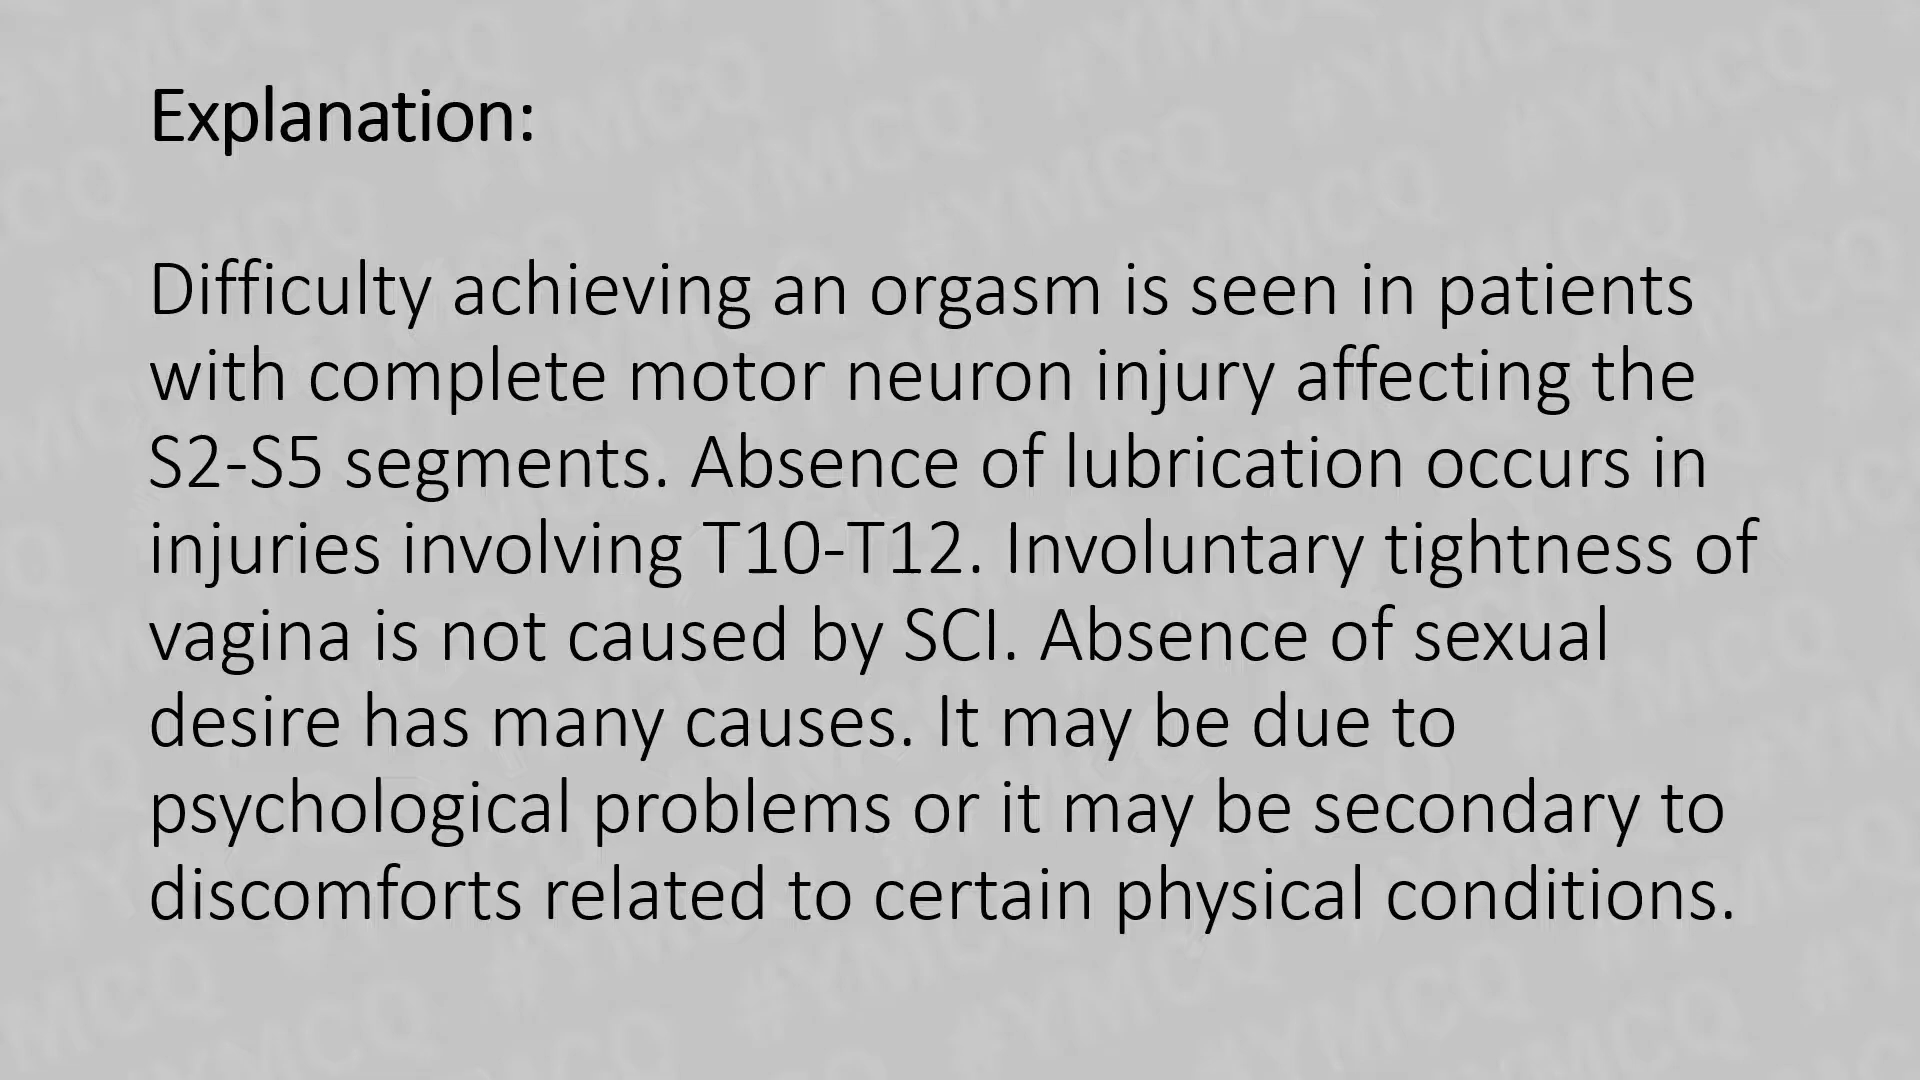 Explanation:
Difficulty achieving an orgasm is seen in patients
with complete motor neuron injury affecting the
S2-S5 segments. Absence of lubrication occurs in
injuries involving T10-T12. Involuntary tightness of
vagina is not caused by SCI. Absence of sexual
desire has many causes. It may be due to
psychological problems or it may be secondary to
discomforts related to certain physical conditions.